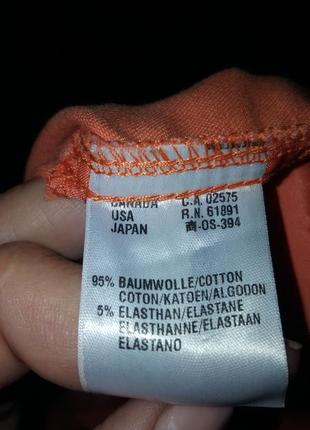 CANADA C.A. 02575
USA R.N. 61891
JAPAN 商-OS-394
95% BAUMWOLLE/COTTON
COTON/KATOEN/ALGODON
5% ELASTHAN/ELASTANE
ELASTHANNE/ELASTAAN
ELASTANO